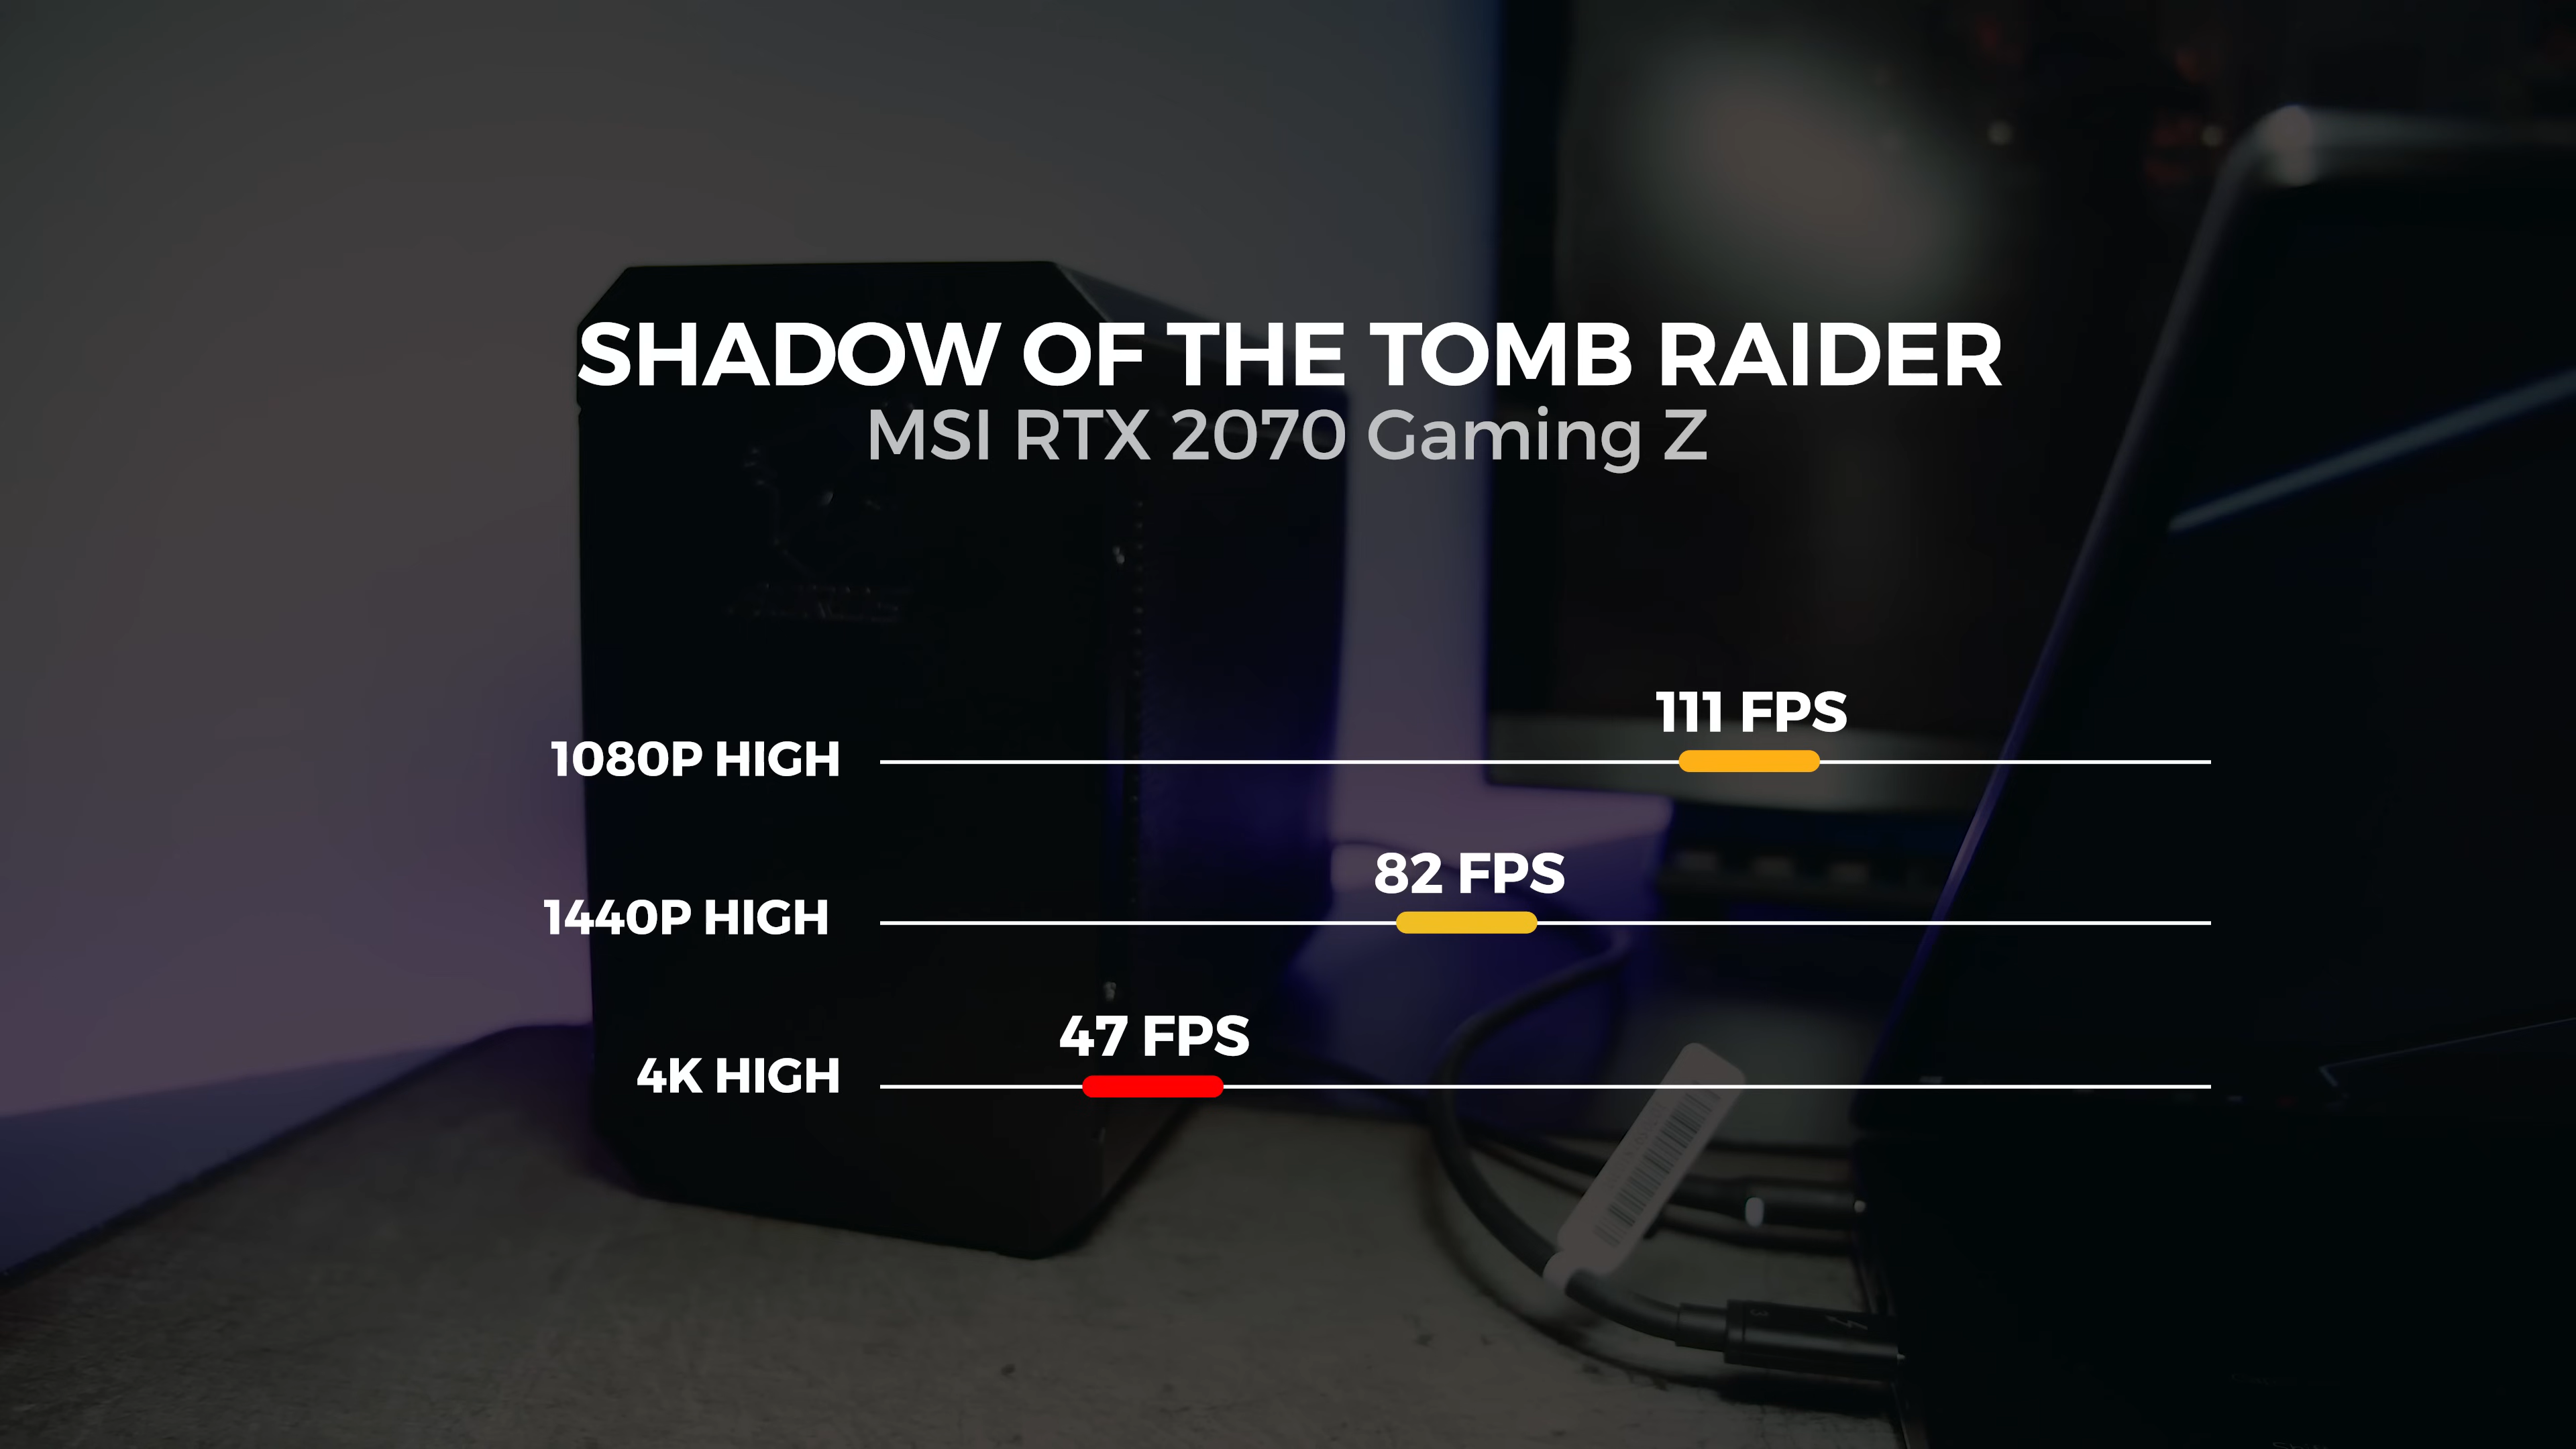 SHADOW OF THE TOMB RAIDER
MSI RTX 2070 Gaming Z
111 FPS
1080P HIGH
82 FPS
1440P HIGH
47 FPS
4K HIGH